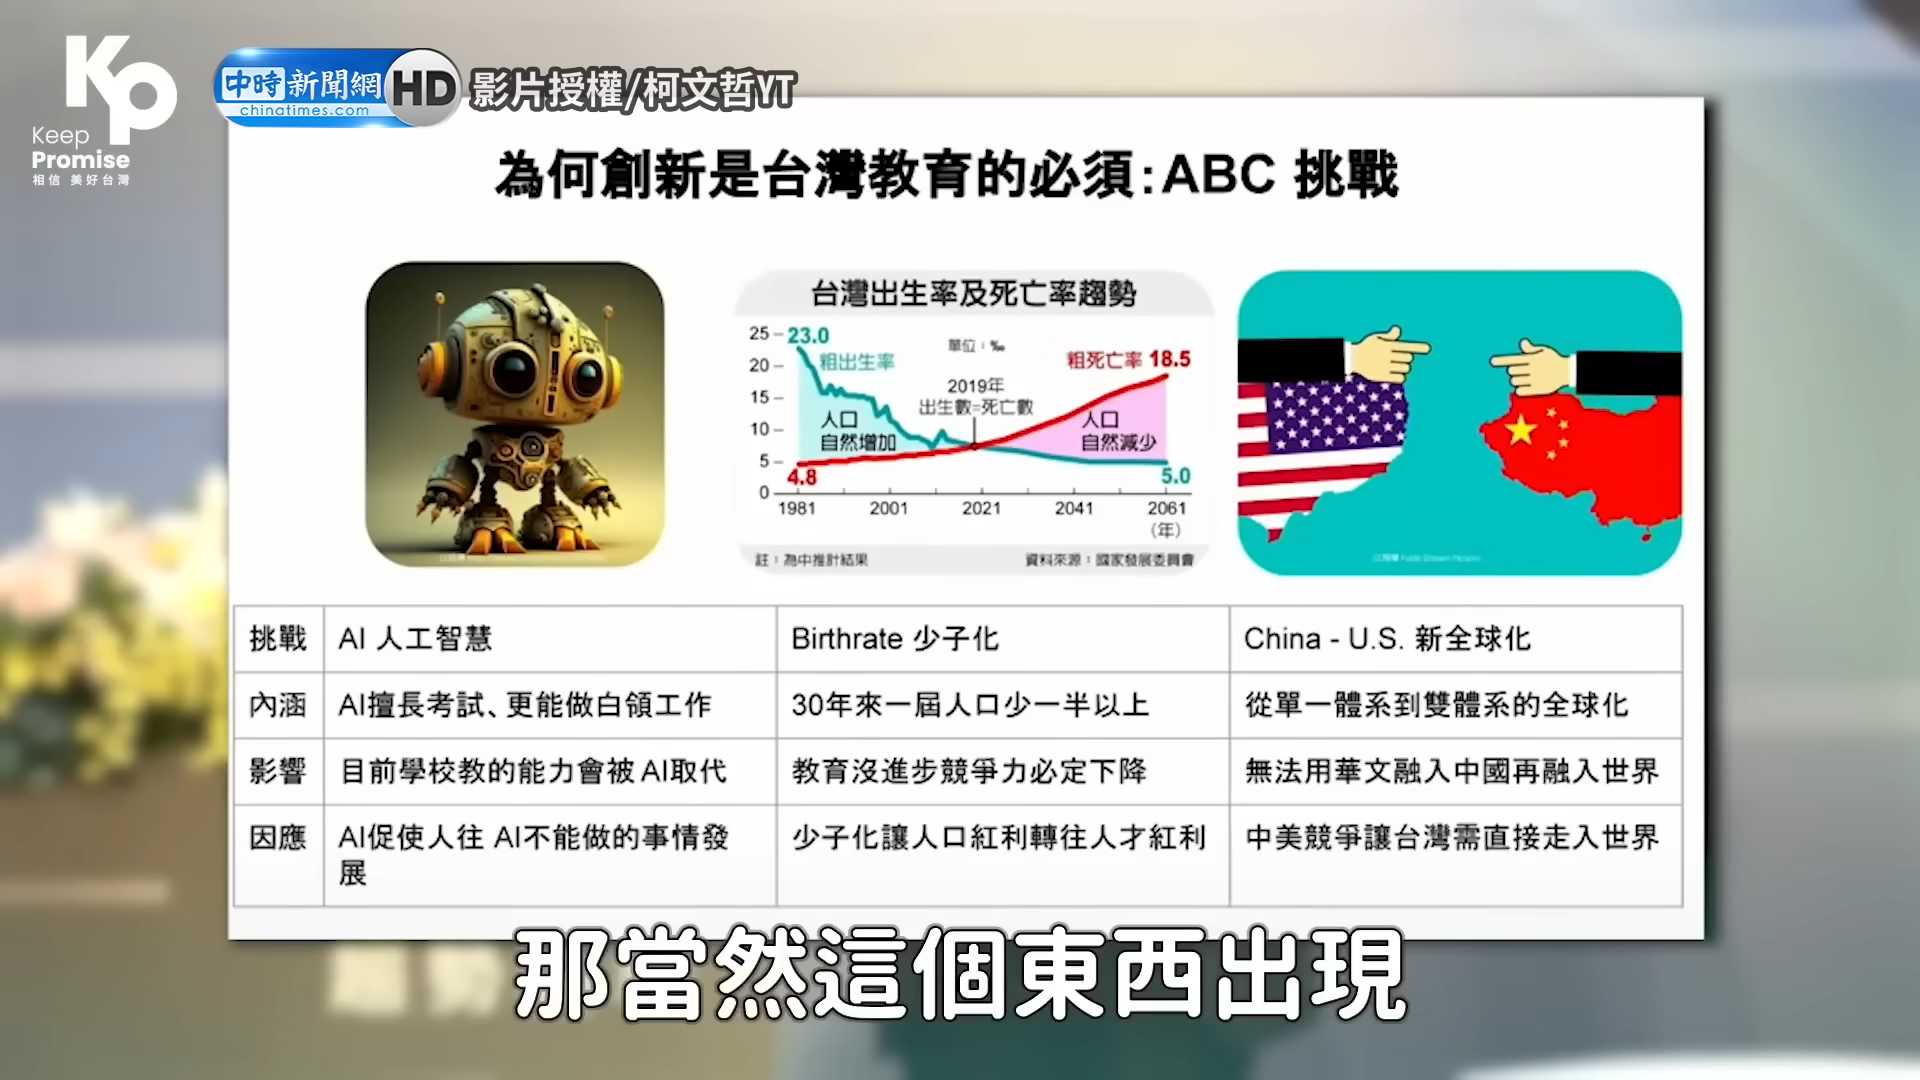 Kp
Keep
Promise
相信 美好台灣
中時新聞網 HD
chinatimes.com
影片授權/柯文哲YT
為何創新是台灣教育的必須:ABC 挑戰
台灣出生率及死亡率趨勢
25
23.0
單位:‰
粗出生率
粗死亡率 18.5
20
2019年
出生數=死亡數
15
人口
自然增加
人口
自然減少
10
5
4.8
5.0
0
1981 2001 2021 2041 2061
(年)
註:為中推計結果
資料來源:國家發展委員會
挑戰 AI 人工智慧 Birthrate 少子化 China - U.S. 新全球化
內涵 AI擅長考試、更能做白領工作 30年來一屆人口少一半以上 從單一體系到雙體系的全球化
影響 目前學校教的能力會被AI取代 教育沒進步競爭力必定下降 無法用華文融入中國再融入世界
因應 AI促使人往 AI不能做的事情發展 少子化讓人口紅利轉往人才紅利 中美競爭讓台灣需直接走入世界
那當然這個東西出現